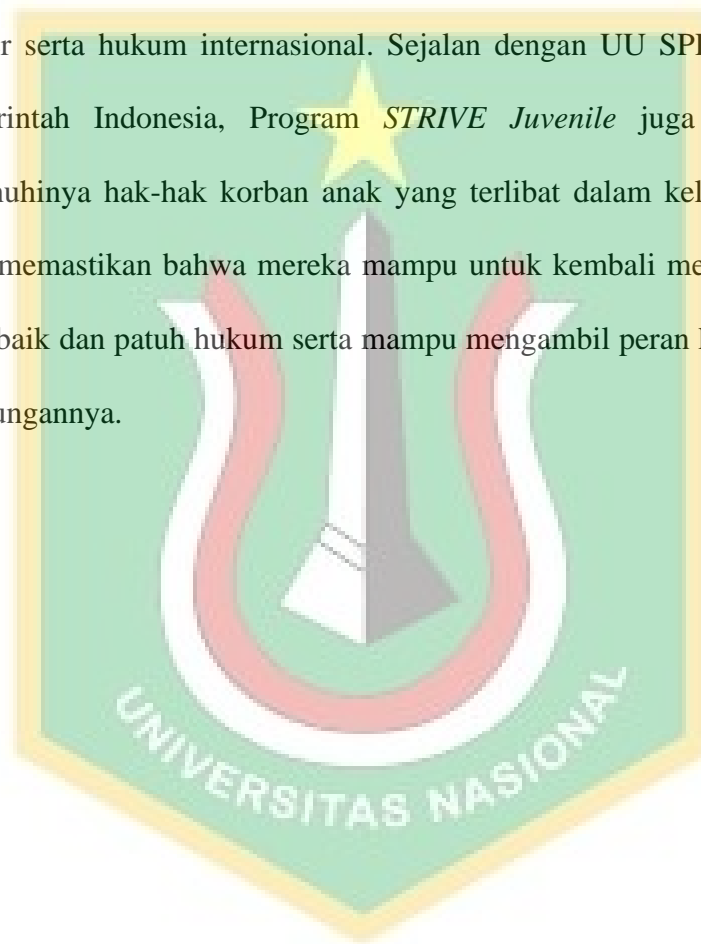 r serta hukum internasional. Sejalan dengan UU
rintah Indonesia, Program STRIVE Juvenile juga
uhinya hak-hak korban anak yang terlibat dalam kel
memastikan bahwa mereka mampu untuk kembali me
baik dan patuh hukum serta mampu mengambil peran
ungannya.
UNIVERSITAS NASIONAL